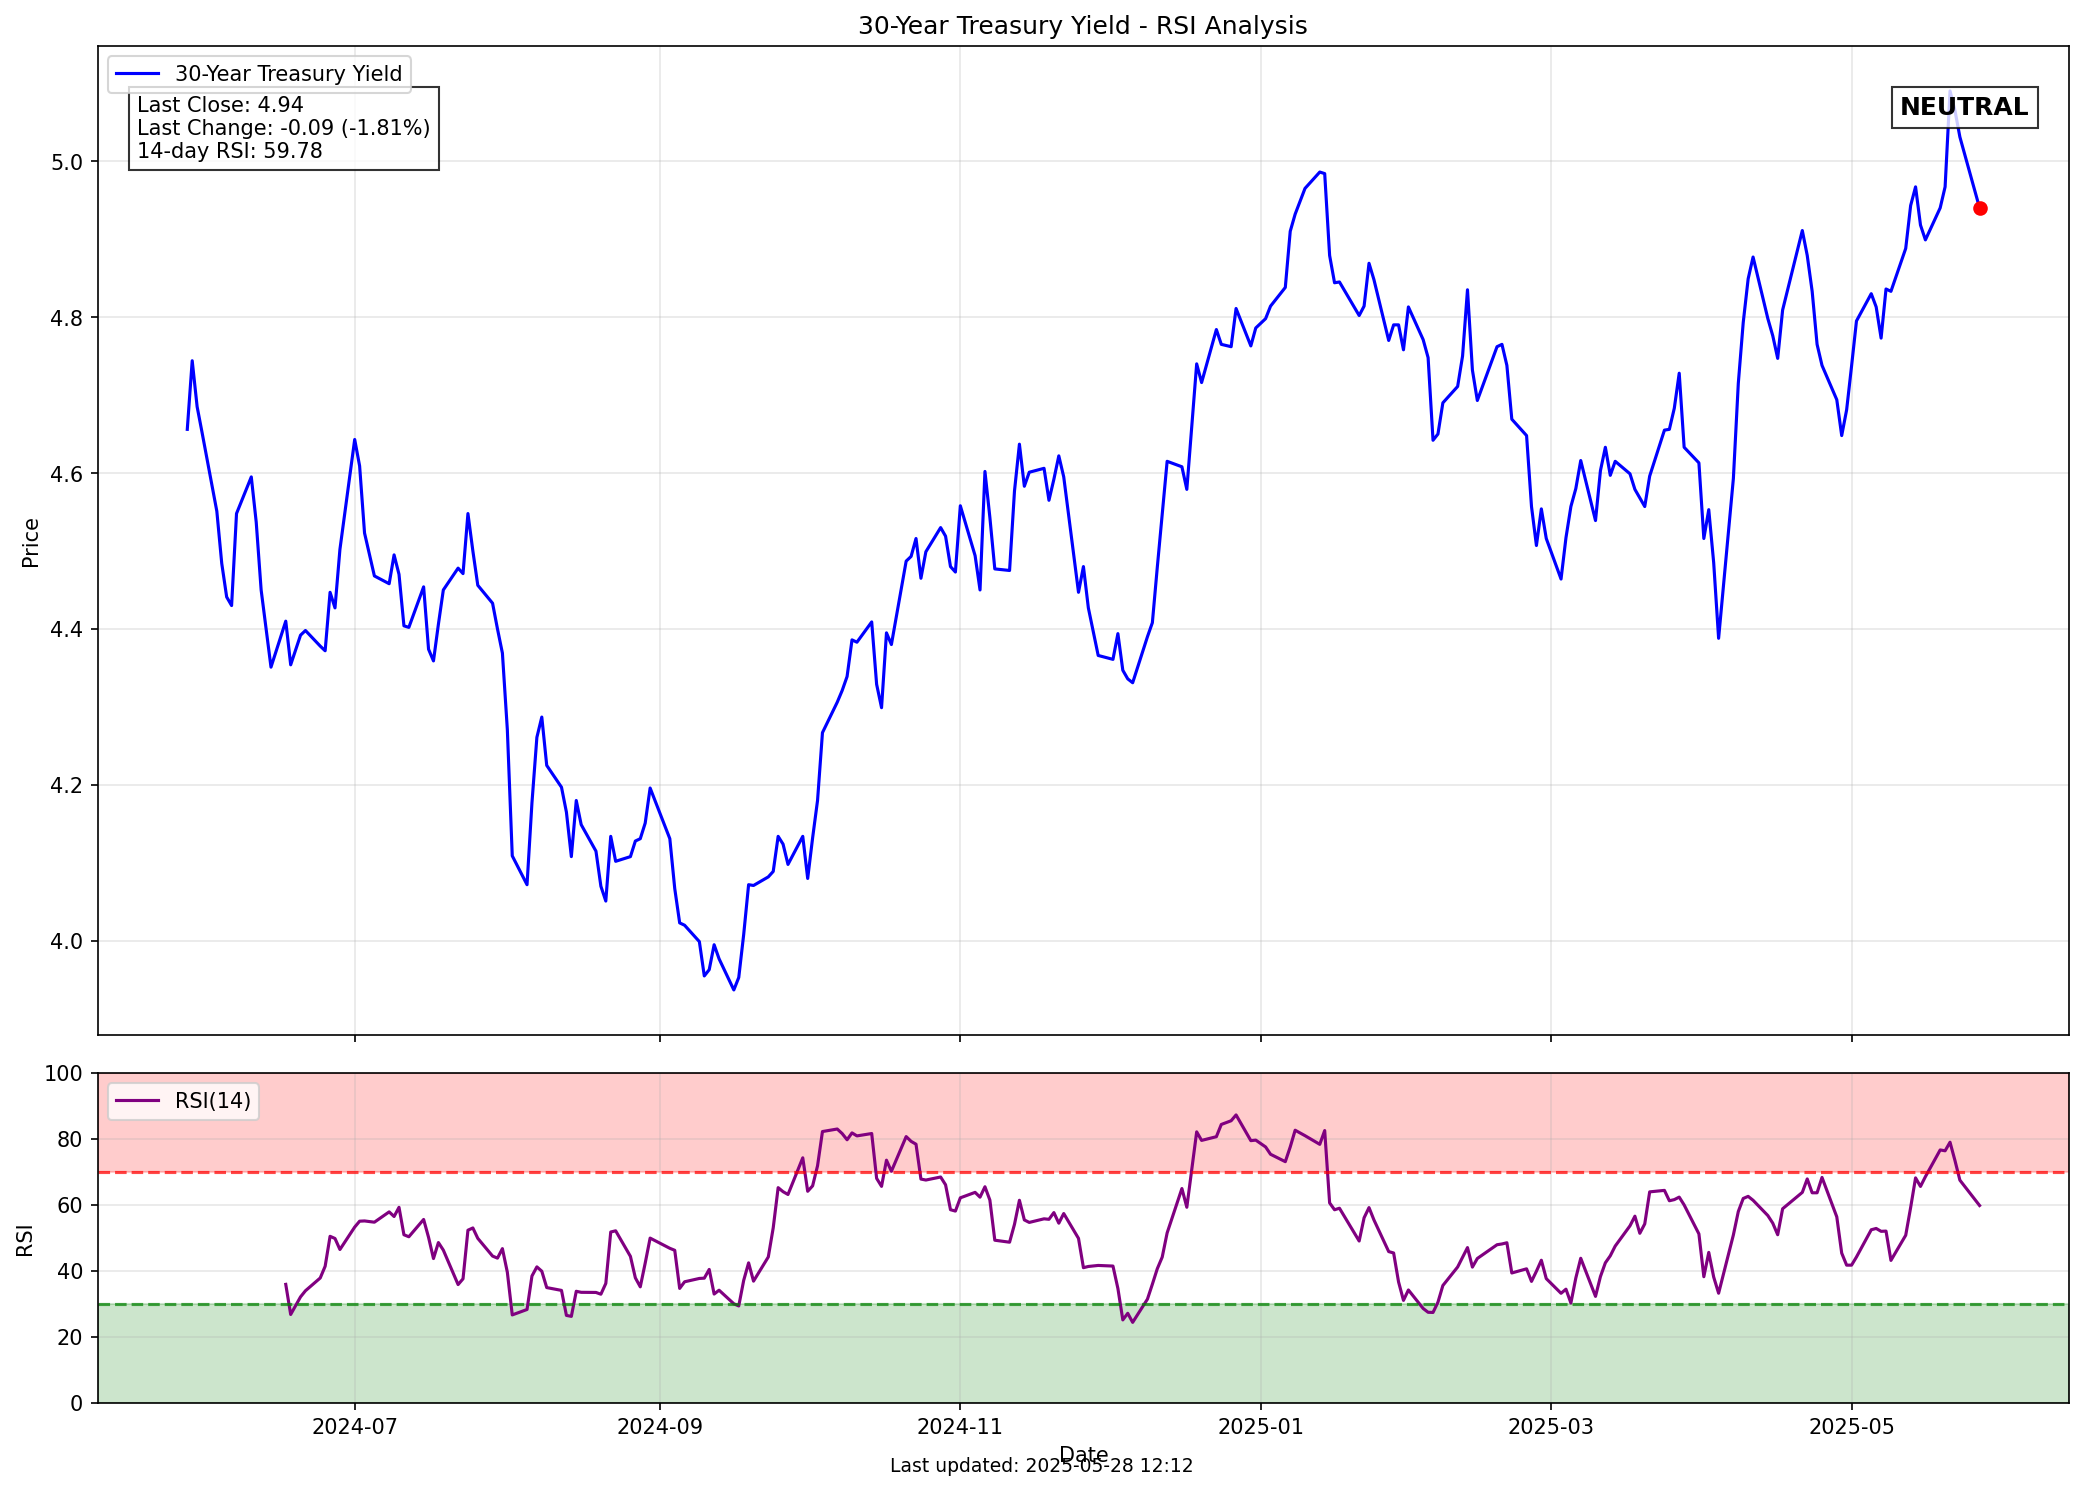 30-Year Treasury Yield - RSI Analysis
30-Year Treasury Yield
Last Close: 4.94
Last Change: -0.09 (-1.81%)
14-day RSI: 59.78
NEUTRAL
5.0
4.8
4.6
4.4
4.2
4.0
Price
RSI(14)
100
80
60
40
20
0
RSI
2024-07
2024-09
2024-11
2025-01
2025-03
2025-05
Date
Last updated: 2025-05-28 12:12